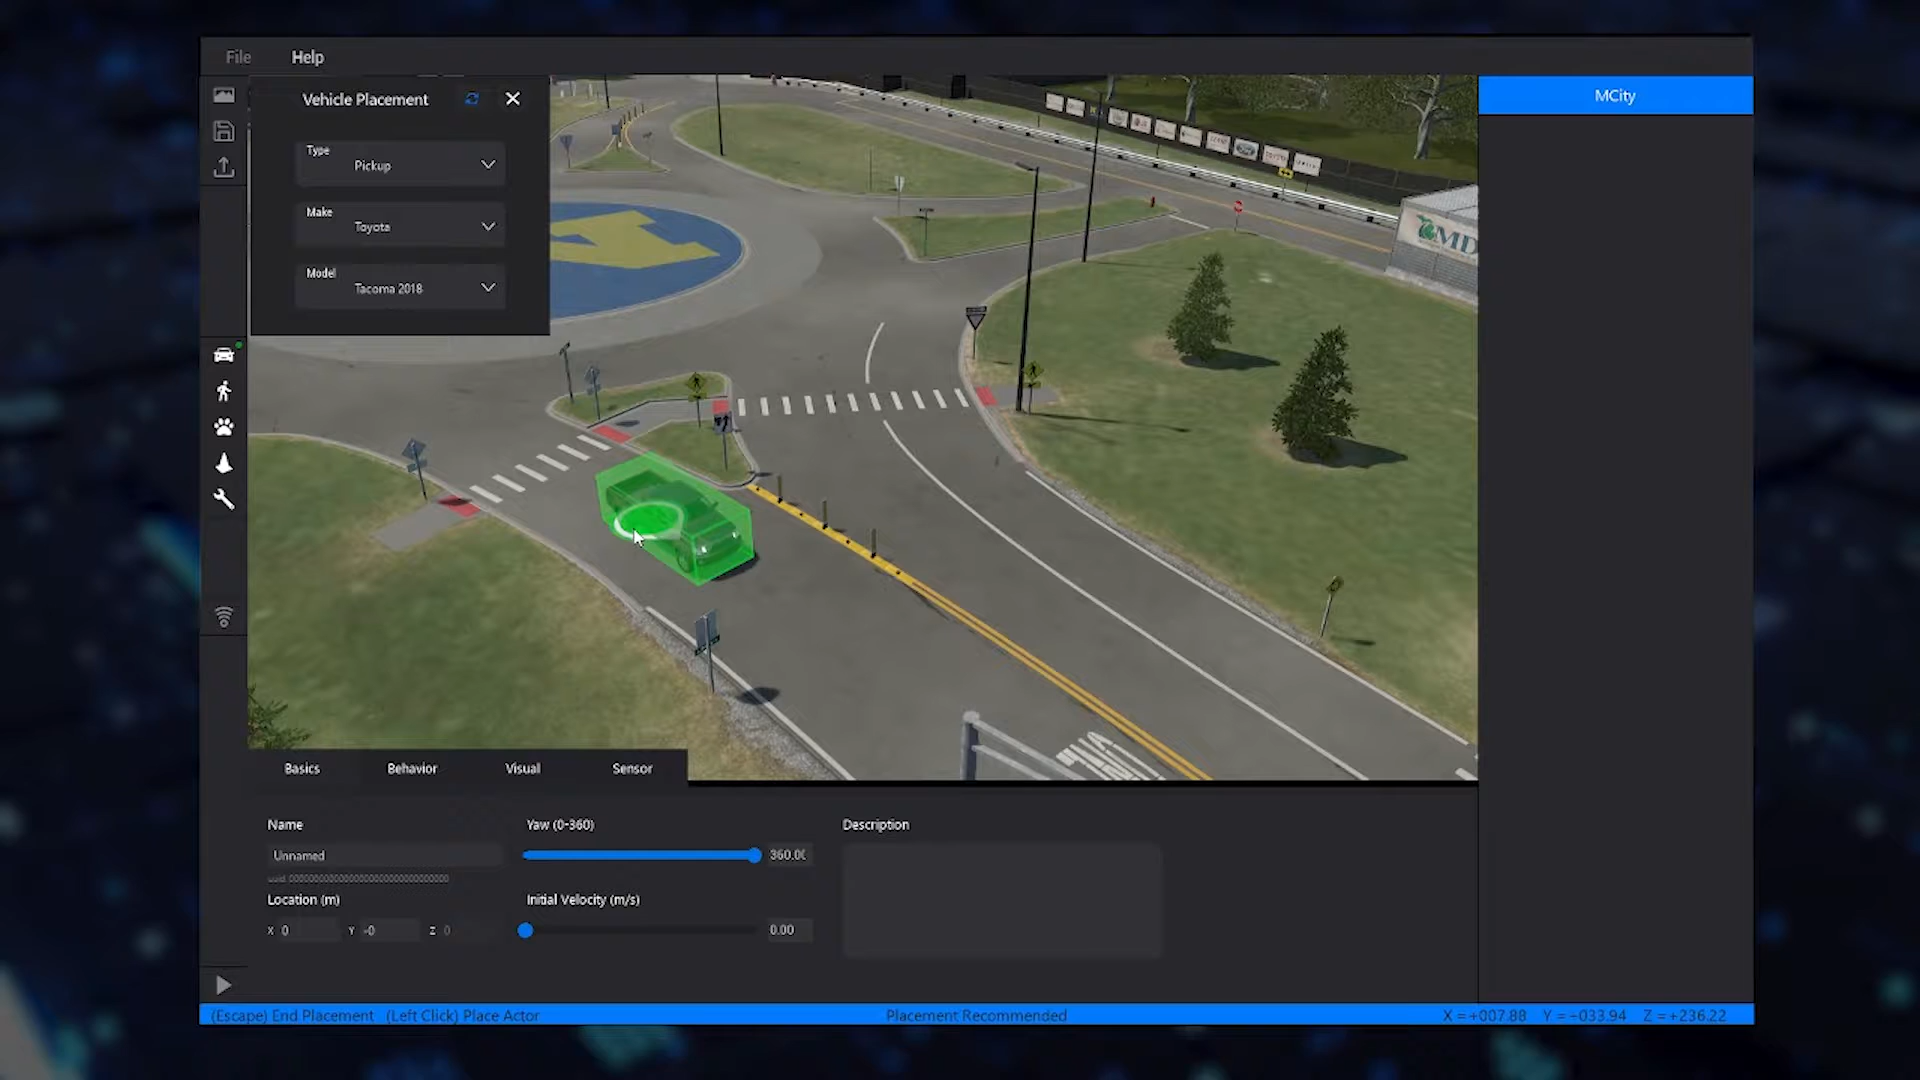 File Help
Vehicle Placement
Type
Pickup
Make
Toyota
Model
Tacoma 2018
MCity
MD
Basics Behavior Visual Sensor
Name
Unnamed
Location (m)
X 0 Y -0 Z 0
Yaw (0-360)
360.00
Initial Velocity (m/s)
0.00
Description
(Escape) End Placement (Left Click) Place Actor
Placement Recommended
X = +007.88 Y = -033.94 Z = +236.22